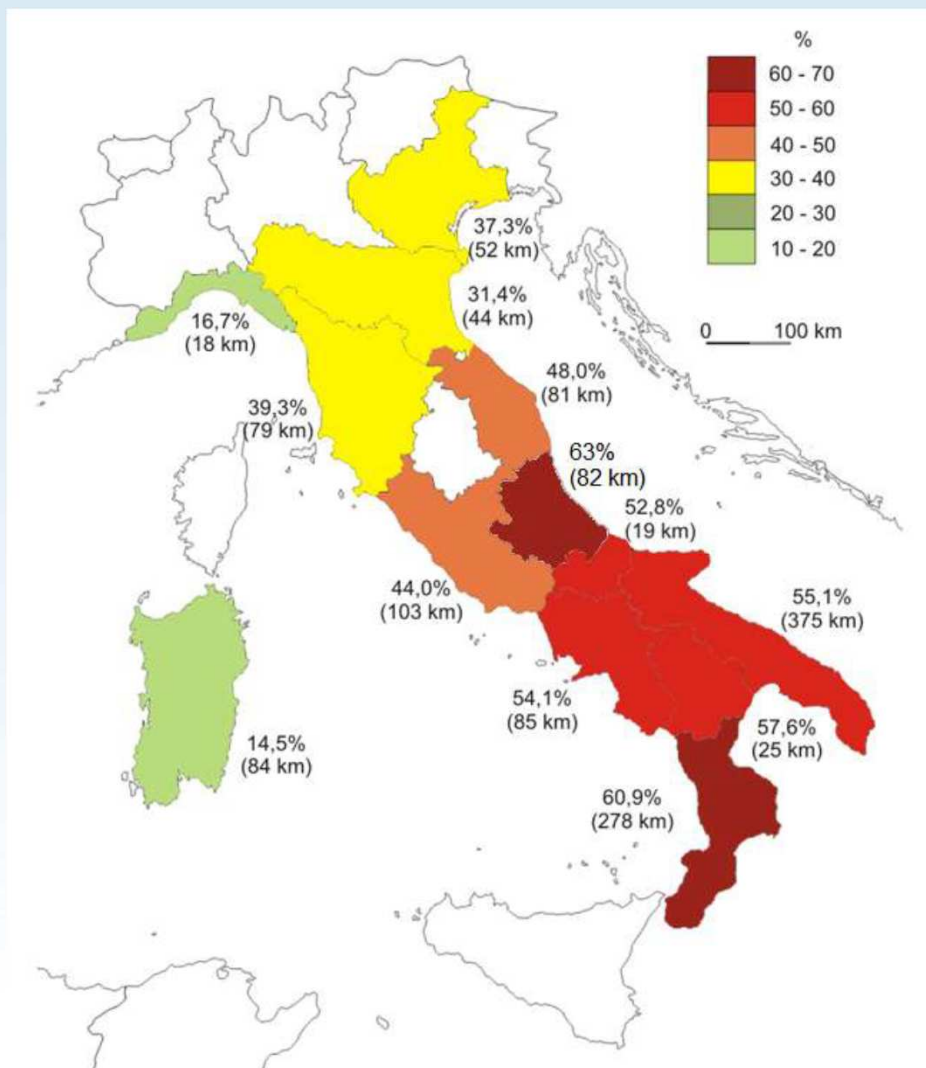 %
60 - 70
50 - 60
40 - 50
30 - 40
20 - 30
10 - 20
0 100 km
37,3%
(52 km)
31,4%
(44 km)
16,7%
(18 km)
48,0%
(81 km)
39,3%
(79 km)
63%
(82 km)
52,8%
(19 km)
44,0%
(103 km)
55,1%
(375 km)
54,1%
(85 km)
57,6%
(25 km)
14,5%
(84 km)
60,9%
(278 km)